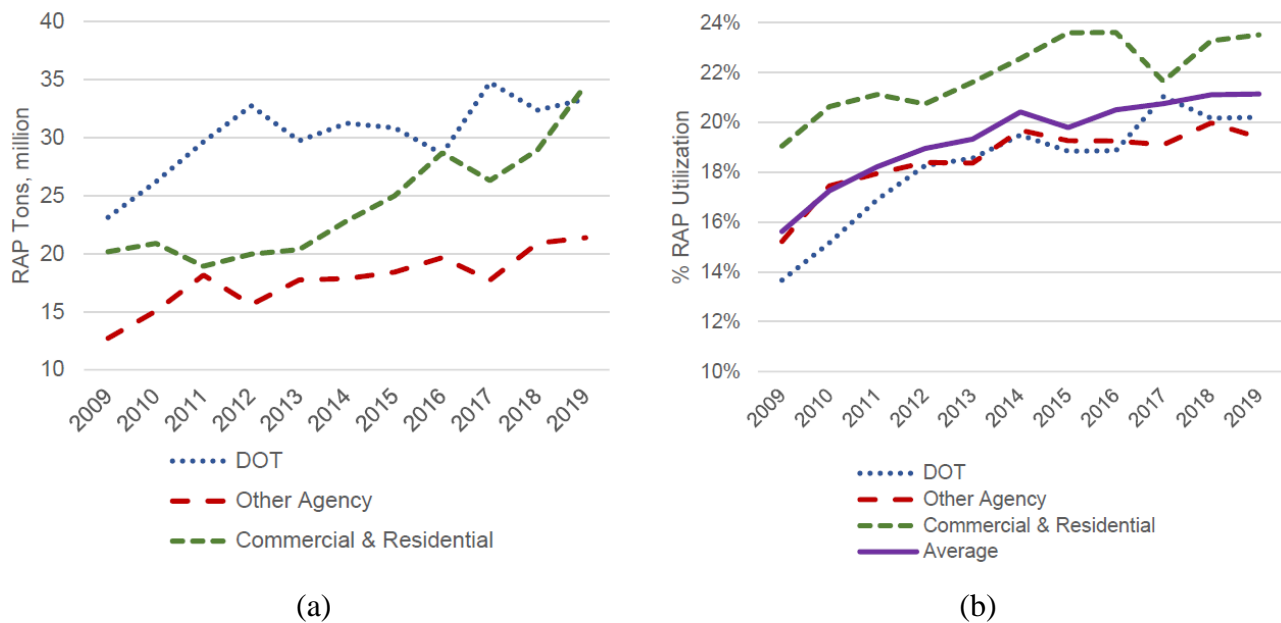 RAP Tons, million
40
35
30
25
20
15
10
2009 2010 2011 2012 2013 2014 2015 2016 2017 2018 2019
DOT
Other Agency
Commercial & Residential
(a)
% RAP Utilization
24%
22%
20%
18%
16%
14%
12%
10%
2009 2010 2011 2012 2013 2014 2015 2016 2017 2018 2019
DOT
Other Agency
Commercial & Residential
Average
(b)